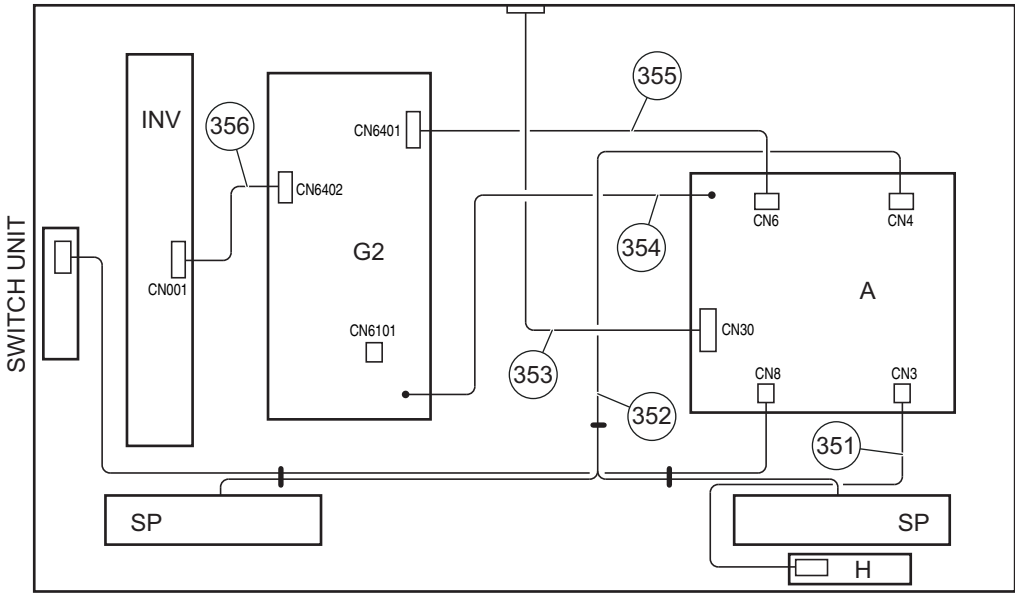 355
INV
356
CN6401
CN6402
CN6
CN4
SWITCH UNIT
354
G2
CN001
A
CN6101
CN30
353
CN8
CN3
352
351
SP
SP
H